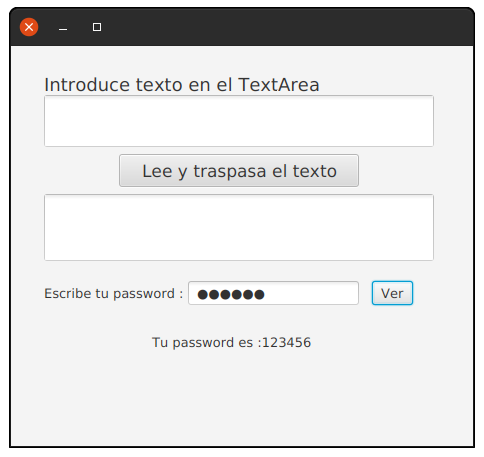 Introduce texto en el TextArea
Lee y traspasa el texto
Escribe tu password : ●●●●●● Ver
Tu password es :123456